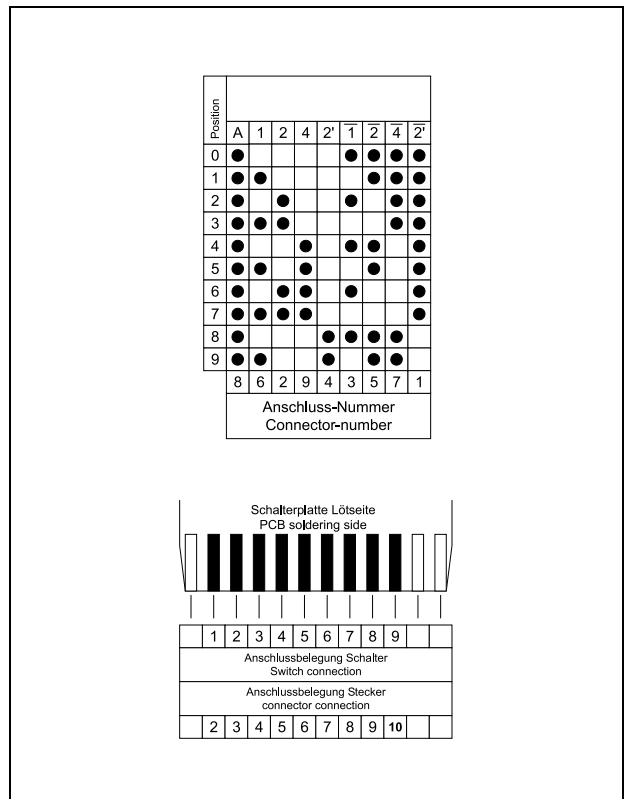 Position
A 1 2 4 2' 1̅ 2̅ 4̅ 2̅'
0
1
2
3
4
5
6
7
8
9
8 6 2 9 4 3 5 7 1
Anschluss-Nummer
Connector-number
Schalterplatte Lötseite
PCB soldering side
1 2 3 4 5 6 7 8 9
Anschlussbelegung Schalter
Switch connection
Anschlussbelegung Stecker
connector connection
2 3 4 5 6 7 8 9 10